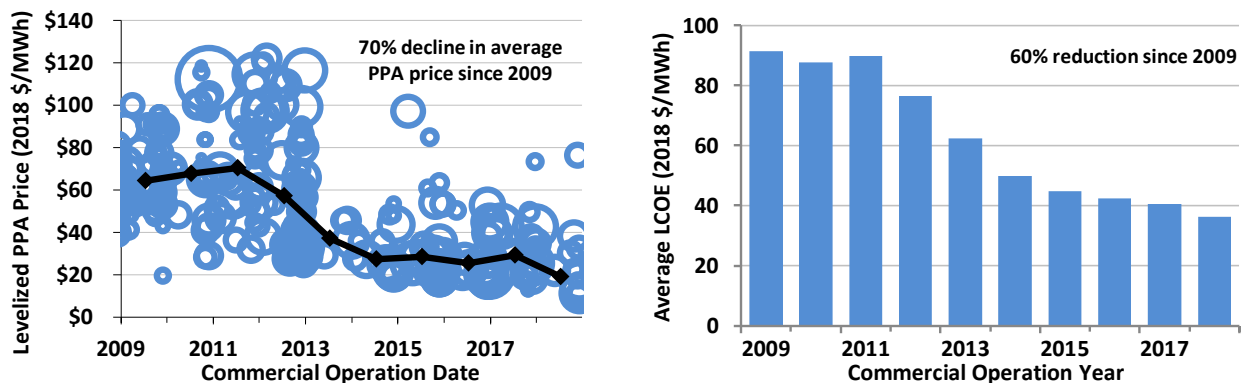 Levelized PPA Price (2018 $/MWh)
$140
$120
$100
$80
$60
$40
$20
$0
70% decline in average
PPA price since 2009
2009 2011 2013 2015 2017
Commercial Operation Date
Average LCOE (2018 $/MWh)
100
80
60
40
20
0
60% reduction since 2009
2009 2011 2013 2015 2017
Commercial Operation Year